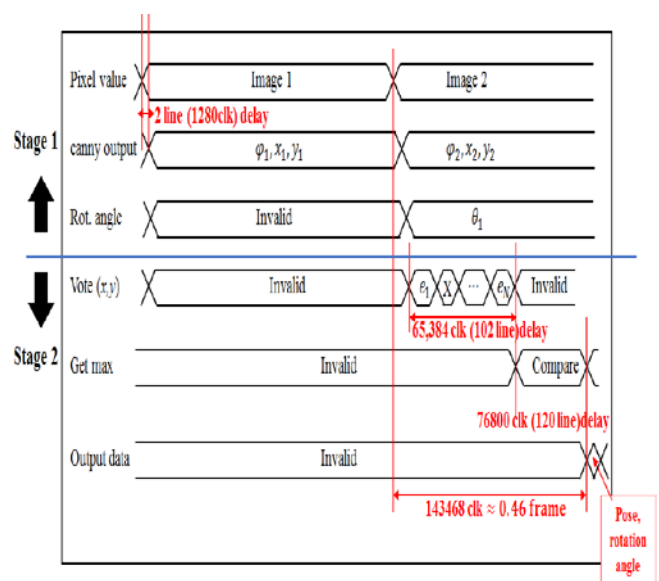 Pixel value
Image 1
Image 2
2 line (1280clk) delay
Stage 1
canny output
φ₁, x₁, y₁
φ₂, x₂, y₂
Rot. angle
Invalid
θ₁
Vote (x,y)
Invalid
e₁
X
...
e_N
Invalid
65,384 clk (102 line)delay
Stage 2
Get max
Invalid
Compare
76800 clk (120 line)delay
Output data
Invalid
143468 clk ≈ 0.46 frame
Pose,
rotation
angle